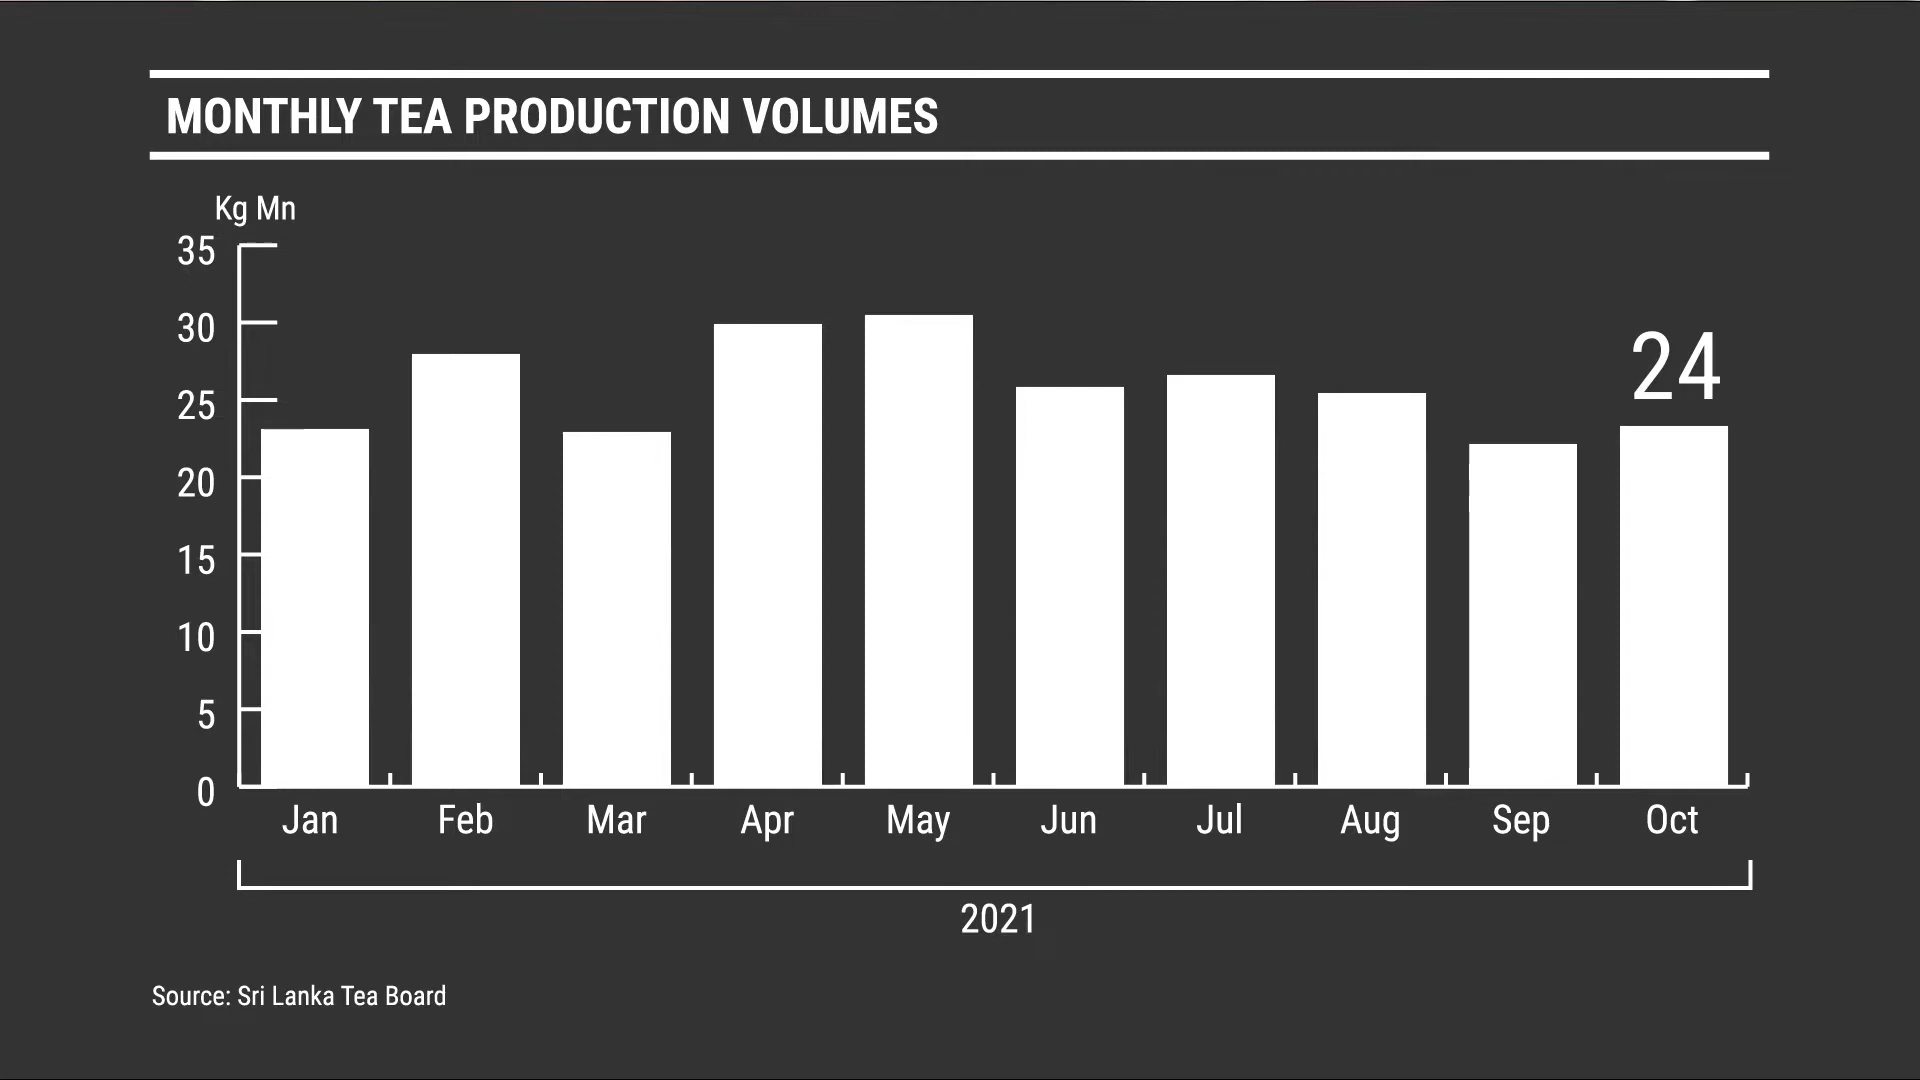 MONTHLY TEA PRODUCTION VOLUMES
Kg Mn
35
30
25
20
15
10
5
0
24
Jan Feb Mar Apr May Jun Jul Aug Sep Oct
2021
Source: Sri Lanka Tea Board